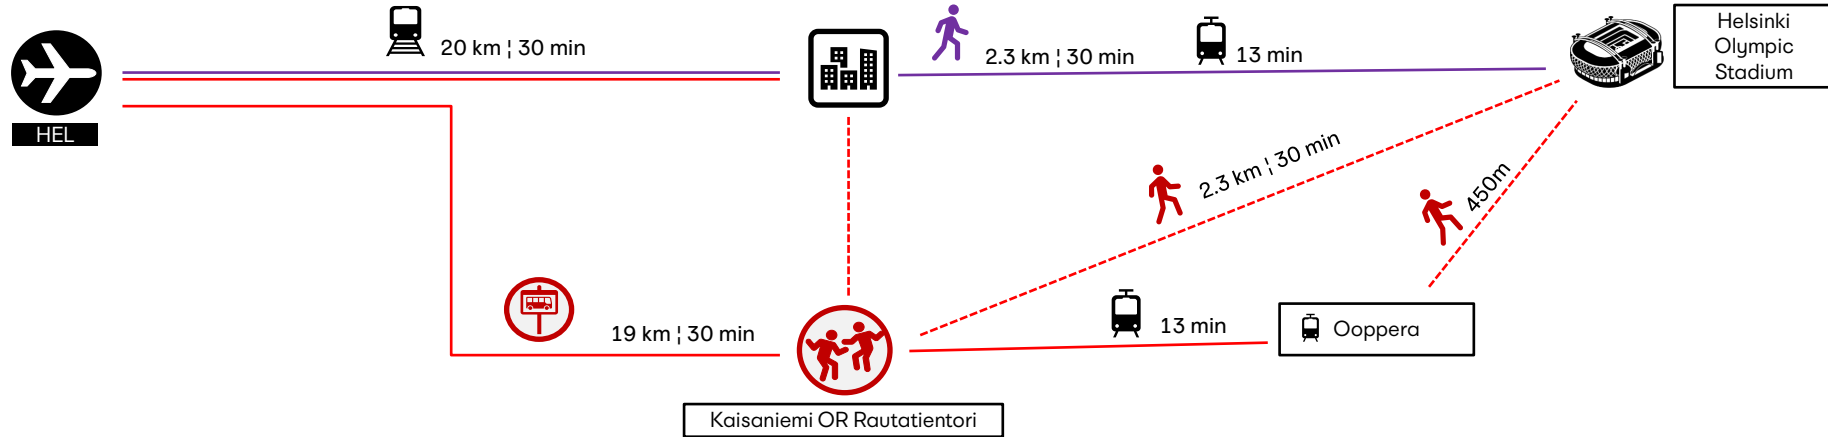 20 km ¦ 30 min
2.3 km ¦ 30 min
13 min
Helsinki
Olympic
Stadium
HEL
2.3 km ¦ 30 min
450m
19 km ¦ 30 min
13 min
Ooppera
Kaisaniemi OR Rautatientori